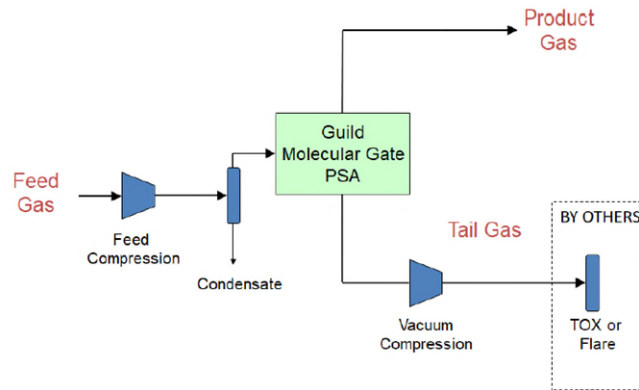 Product
Gas
Guild
Molecular Gate
PSA
Feed
Gas
Feed
Compression
Condensate
Tail Gas
BY OTHERS
Vacuum
Compression
TOX or
Flare